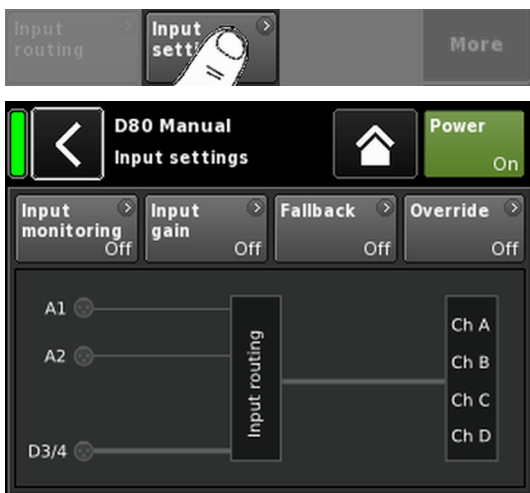 Input
routing
Input
sett
More
D80 Manual
Input settings
Power
On
Input
monitoring
Off
Input
gain
Off
Fallback
Off
Override
Off
A1
A2
D3/4
Input routing
Ch A
Ch B
Ch C
Ch D